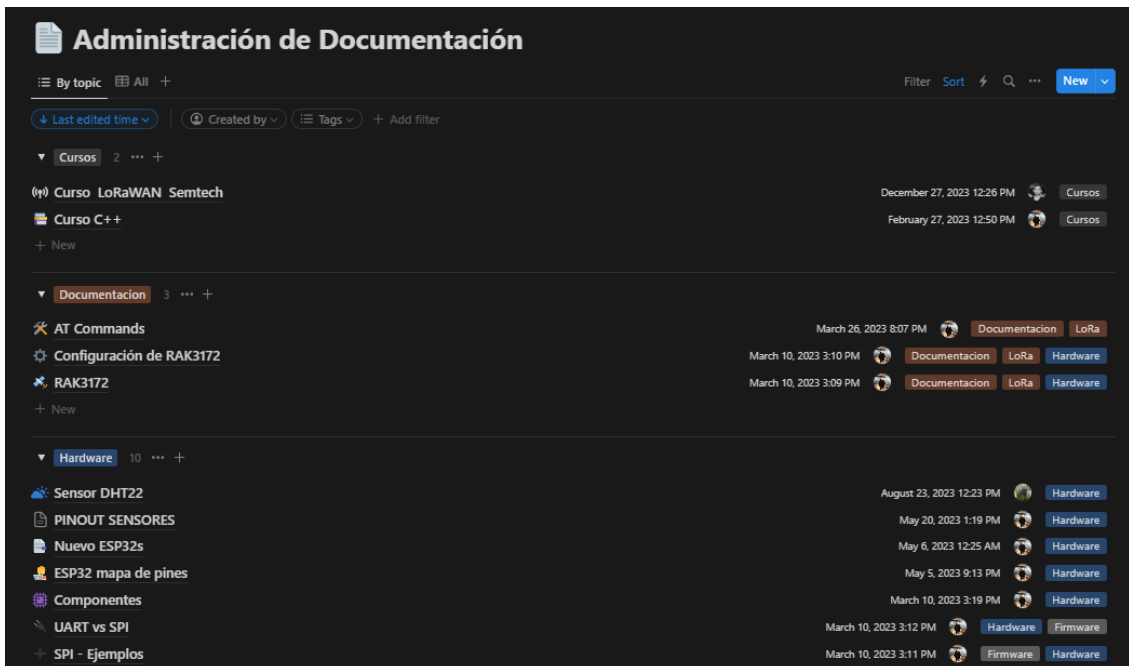 Administración de Documentación
By topic All
Filter Sort New
Last edited time Created by Tags Add filter
Cursos 2
Curso LoRaWAN Semtech December 27, 2023 12:26 PM Cursos
Curso C++ February 27, 2023 12:50 PM Cursos
New
Documentacion 3
AT Commands March 26, 2023 8:07 PM Documentacion LoRa
Configuración de RAK3172 March 10, 2023 3:10 PM Documentacion LoRa Hardware
RAK3172 March 10, 2023 3:09 PM Documentacion LoRa Hardware
New
Hardware 10
Sensor DHT22 August 23, 2023 12:23 PM Hardware
PINOUT SENSORES May 20, 2023 1:19 PM Hardware
Nuevo ESP32s May 6, 2023 12:25 AM Hardware
ESP32 mapa de pines May 5, 2023 9:13 PM Hardware
Componentes March 10, 2023 3:19 PM Hardware
UART vs SPI March 10, 2023 3:12 PM Hardware Firmware
SPI - Ejemplos March 10, 2023 3:11 PM Firmware Hardware